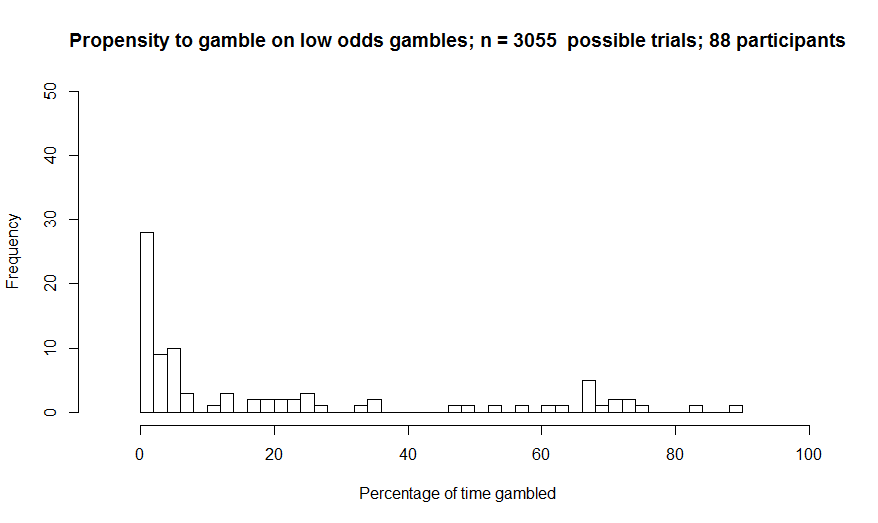 Propensity to gamble on low odds gambles; n = 3055  possible trials; 88 participants
50
40
30
20
10
0
Frequency
0 20 40 60 80 100
Percentage of time gambled